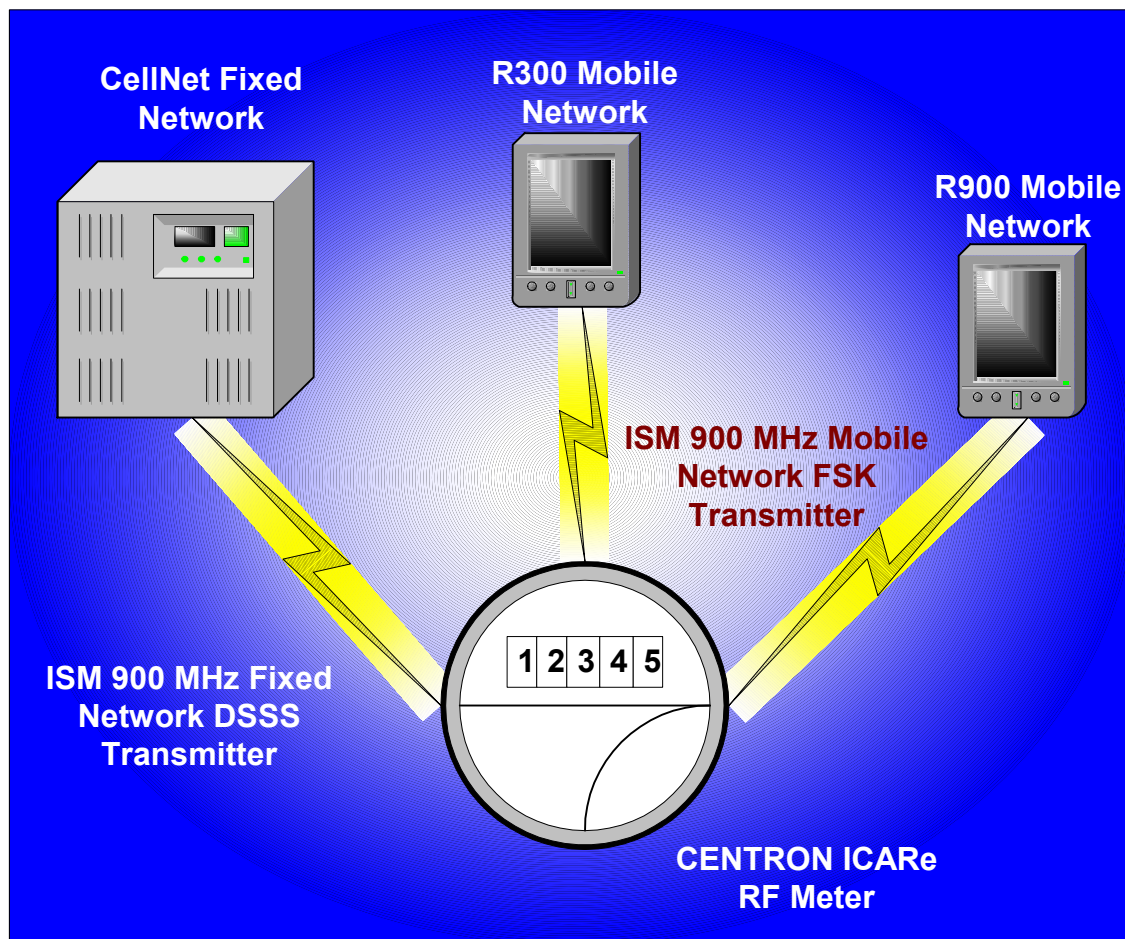 CellNet Fixed
Network
R300 Mobile
Network
R900 Mobile
Network
ISM 900 MHz Mobile
Network FSK
Transmitter
1 2 3 4 5
ISM 900 MHz Fixed
Network DSSS
Transmitter
CENTRON ICARe
RF Meter